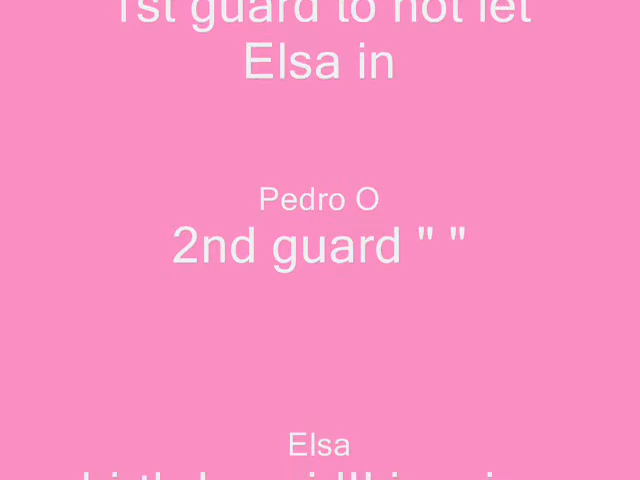 1st guard to not let
Elsa in
Pedro O
2nd guard " "
Elsa